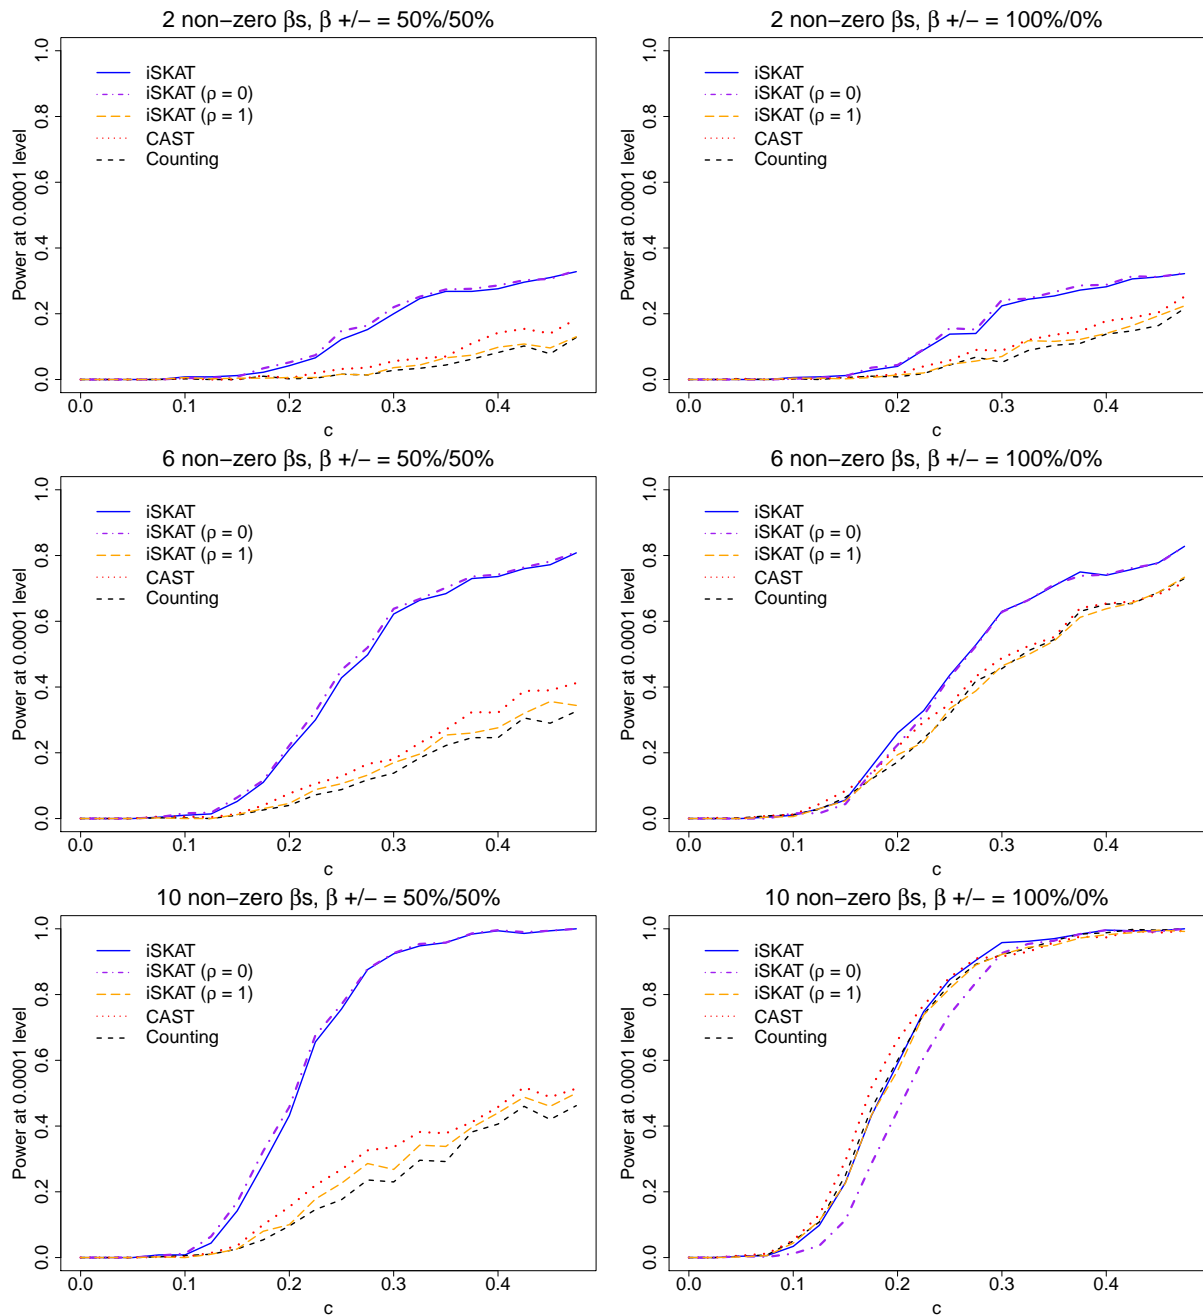 2 non−zero βs, β +/− = 50%/50%
Power at 0.0001 level
0.0 0.2 0.4 0.6 0.8 1.0
iSKAT
iSKAT (ρ = 0)
iSKAT (ρ = 1)
CAST
Counting
0.0 0.1 0.2 0.3 0.4
c
2 non−zero βs, β +/− = 100%/0%
Power at 0.0001 level
0.0 0.2 0.4 0.6 0.8 1.0
iSKAT
iSKAT (ρ = 0)
iSKAT (ρ = 1)
CAST
Counting
0.0 0.1 0.2 0.3 0.4
c
6 non−zero βs, β +/− = 50%/50%
Power at 0.0001 level
0.0 0.2 0.4 0.6 0.8 1.0
iSKAT
iSKAT (ρ = 0)
iSKAT (ρ = 1)
CAST
Counting
0.0 0.1 0.2 0.3 0.4
c
6 non−zero βs, β +/− = 100%/0%
Power at 0.0001 level
0.0 0.2 0.4 0.6 0.8 1.0
iSKAT
iSKAT (ρ = 0)
iSKAT (ρ = 1)
CAST
Counting
0.0 0.1 0.2 0.3 0.4
c
10 non−zero βs, β +/− = 50%/50%
Power at 0.0001 level
0.0 0.2 0.4 0.6 0.8 1.0
iSKAT
iSKAT (ρ = 0)
iSKAT (ρ = 1)
CAST
Counting
0.0 0.1 0.2 0.3 0.4
c
10 non−zero βs, β +/− = 100%/0%
Power at 0.0001 level
0.0 0.2 0.4 0.6 0.8 1.0
iSKAT
iSKAT (ρ = 0)
iSKAT (ρ = 1)
CAST
Counting
0.0 0.1 0.2 0.3 0.4
c